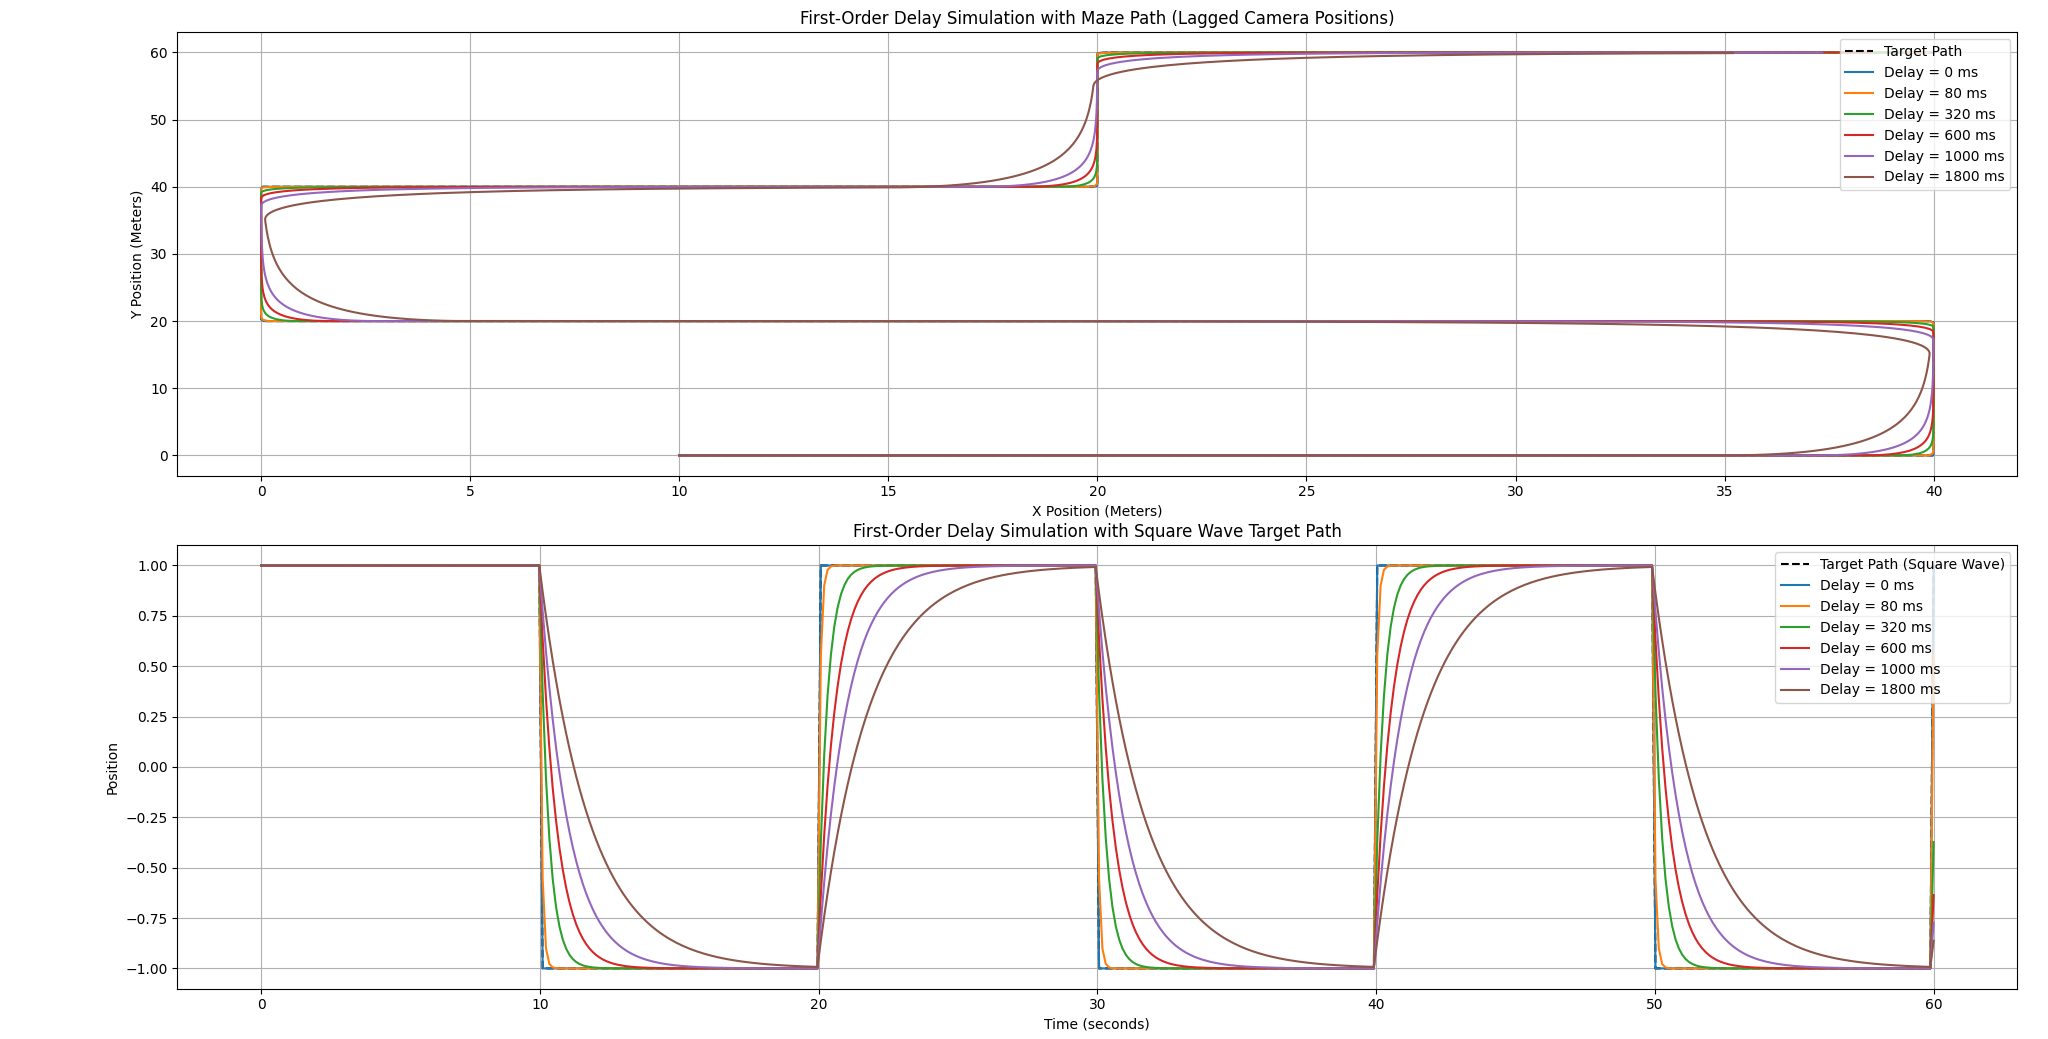 First-Order Delay Simulation with Maze Path (Lagged Camera Positions)
Y Position (Meters)
60
50
40
30
20
10
0
Target Path
Delay = 0 ms
Delay = 80 ms
Delay = 320 ms
Delay = 600 ms
Delay = 1000 ms
Delay = 1800 ms
0 5 10 15 20 25 30 35 40
X Position (Meters)
First-Order Delay Simulation with Square Wave Target Path
Position
1.00
0.75
0.50
0.25
0.00
−0.25
−0.50
−0.75
−1.00
Target Path (Square Wave)
Delay = 0 ms
Delay = 80 ms
Delay = 320 ms
Delay = 600 ms
Delay = 1000 ms
Delay = 1800 ms
0 10 20 30 40 50 60
Time (seconds)